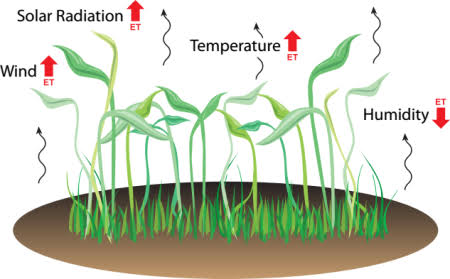 Solar Radiation
ET
Temperature
ET
Wind
ET
ET
Humidity